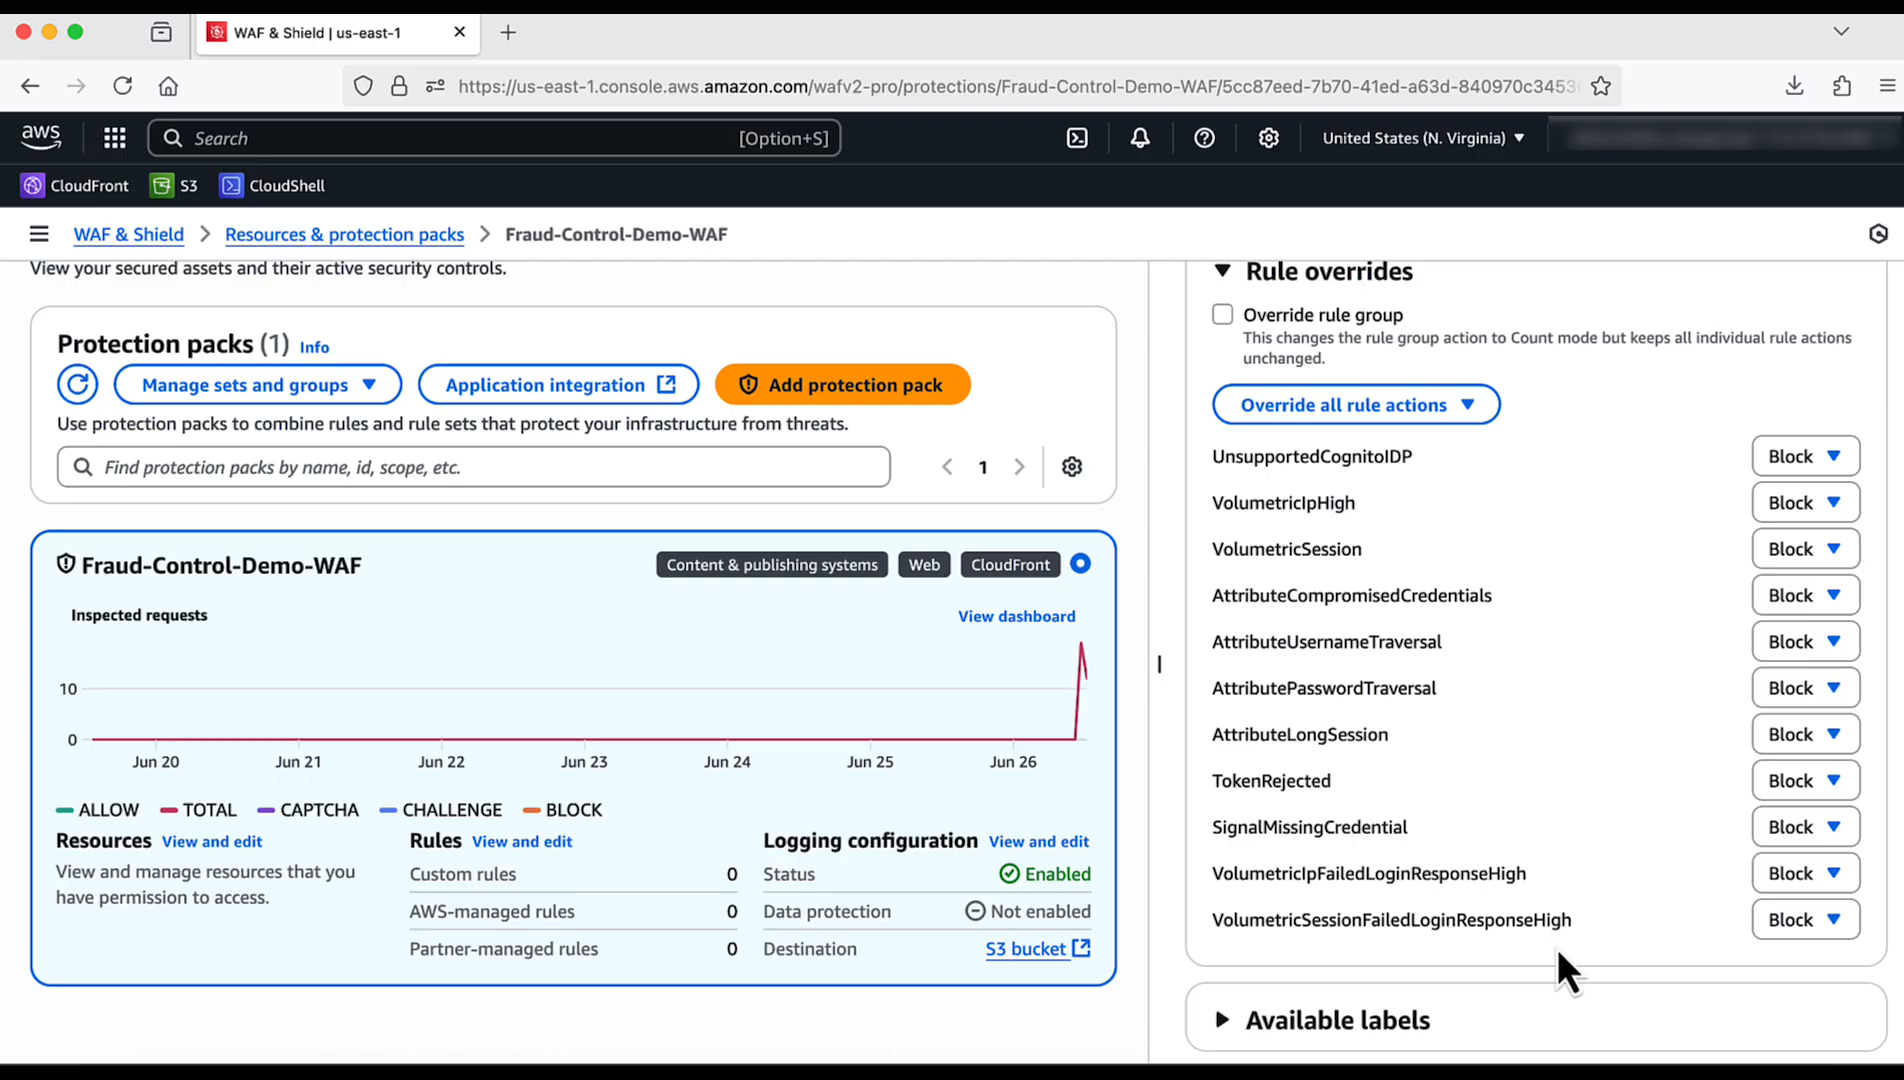 WAF & Shield | us-east-1
https://us-east-1.console.aws.amazon.com/wafv2-pro/protections/Fraud-Control-Demo-WAF/5cc87eed-7b70-41ed-a63d-840970c3453
aws
Search
[Option+S]
United States (N. Virginia)
CloudFront
S3
CloudShell
WAF & Shield
Resources & protection packs
Fraud-Control-Demo-WAF
View your secured assets and their active security controls.
Protection packs (1) Info
Manage sets and groups
Application integration
Add protection pack
Use protection packs to combine rules and rule sets that protect your infrastructure from threats.
Find protection packs by name, id, scope, etc.
1
Fraud-Control-Demo-WAF
Content & publishing systems
Web
CloudFront
Inspected requests
View dashboard
10
0
Jun 20
Jun 21
Jun 22
Jun 23
Jun 24
Jun 25
Jun 26
ALLOW
TOTAL
CAPTCHA
CHALLENGE
BLOCK
Resources View and edit
View and manage resources that you
have permission to access.
Rules View and edit
Custom rules 0
AWS-managed rules 0
Partner-managed rules 0
Logging configuration View and edit
Status Enabled
Data protection Not enabled
Destination S3 bucket
Rule overrides
Override rule group
This changes the rule group action to Count mode but keeps all individual rule actions
unchanged.
Override all rule actions
UnsupportedCognitoIDP Block
VolumetricIpHigh Block
VolumetricSession Block
AttributeCompromisedCredentials Block
AttributeUsernameTraversal Block
AttributePasswordTraversal Block
AttributeLongSession Block
TokenRejected Block
SignalMissingCredential Block
VolumetricIpFailedLoginResponseHigh Block
VolumetricSessionFailedLoginResponseHigh Block
Available labels